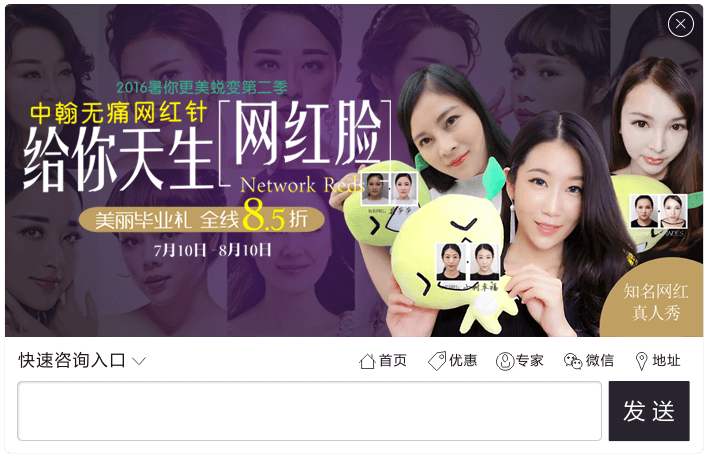 2016暑你更美蜕变第二季
中翰无痛网红针
给你天生[网红脸]
Network Reds
美丽毕业礼 全线8.5折
7月10日 - 8月10日
知名网红
真人秀
快速咨询入口
首页 优惠 专家 微信 地址
发送